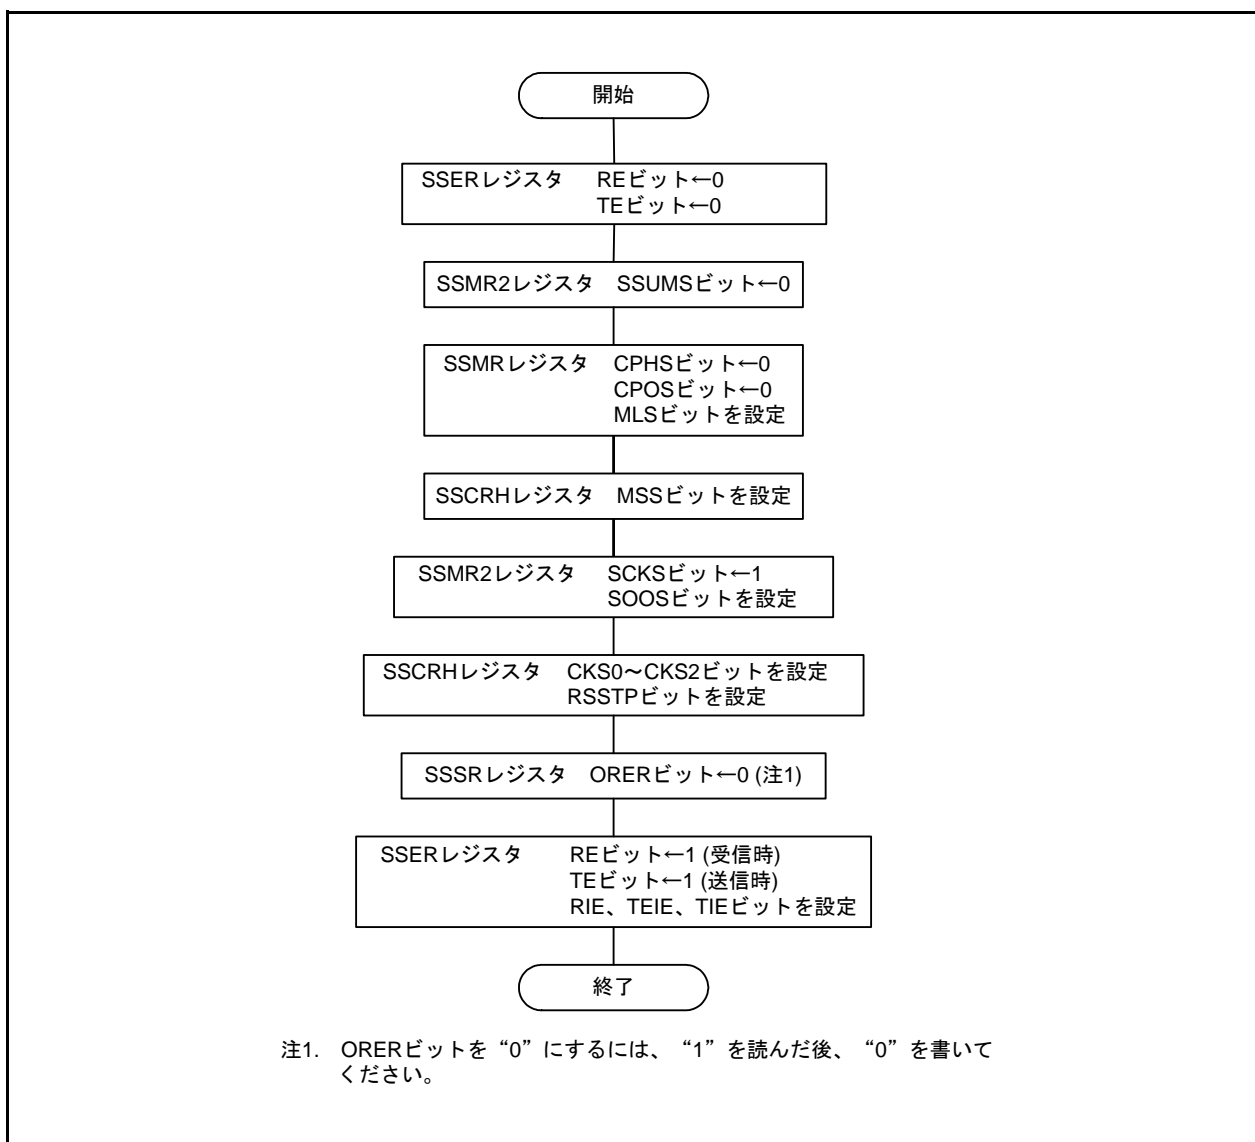 開始
SSERレジスタ REビット←0
TEビット←0
SSMR2レジスタ SSUMSビット←0
SSMRレジスタ CPHSビット←0
CPOSビット←0
MLSビットを設定
SSCRHレジスタ MSSビットを設定
SSMR2レジスタ SCKSビット←1
SOOSビットを設定
SSCRHレジスタ CKS0～CKS2ビットを設定
RSSTPビットを設定
SSSRレジスタ ORERビット←0 (注1)
SSERレジスタ REビット←1 (受信時)
TEビット←1 (送信時)
RIE、TEIE、TIEビットを設定
終了
注1. ORERビットを“0”にするには、“1”を読んだ後、“0”を書いて
ください。